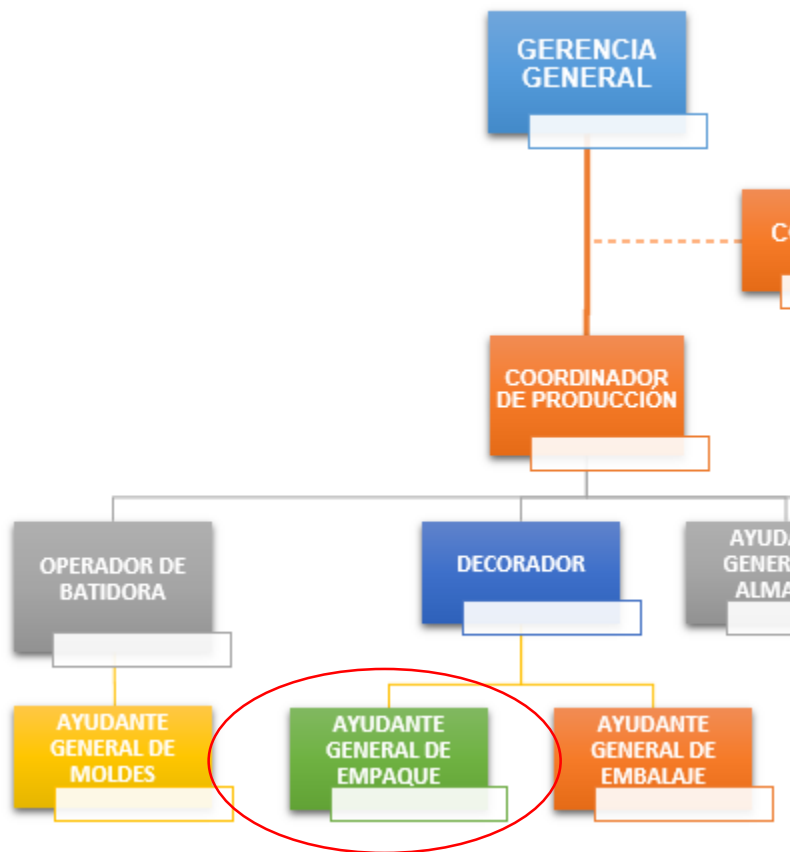 GERENCIA
GENERAL
COORDINADOR
DE PRODUCCIÓN
OPERADOR DE
BATIDORA
DECORADOR
AYUDANTE
GENERAL DE
MOLDES
AYUDANTE
GENERAL DE
EMPAQUE
AYUDANTE
GENERAL DE
EMBALAJE